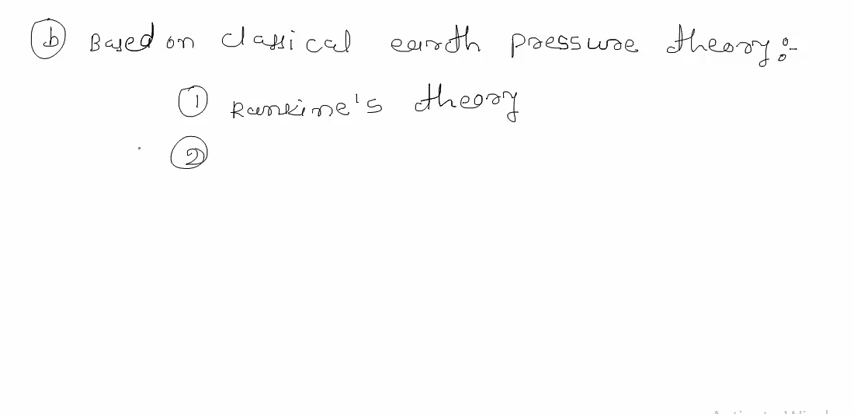 b Based on classical earth pressure theory:-
1 Rankine's theory
2